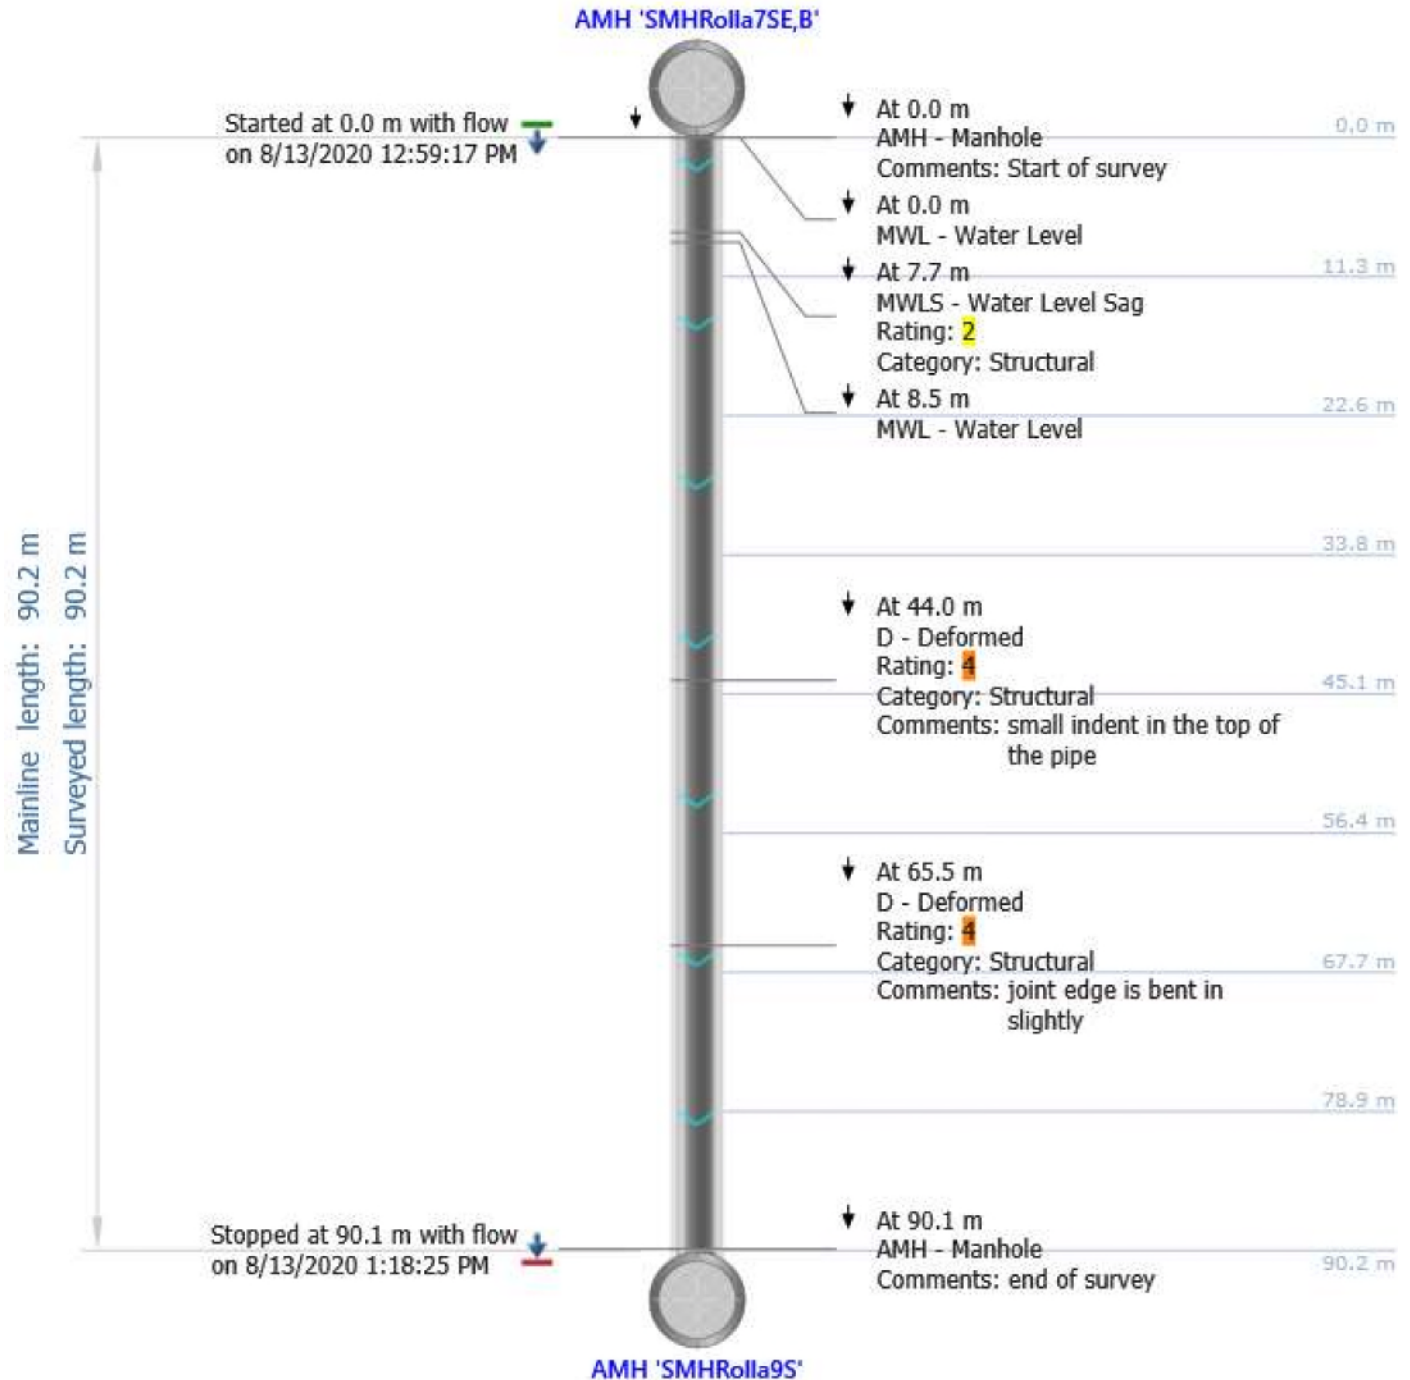 AMH 'SMHRolla7SE,B'
Started at 0.0 m with flow
on 8/13/2020 12:59:17 PM
At 0.0 m
AMH - Manhole
Comments: Start of survey
0.0 m
At 0.0 m
MWL - Water Level
At 7.7 m
11.3 m
MWLS - Water Level Sag
Rating: 2
Category: Structural
At 8.5 m
22.6 m
MWL - Water Level
33.8 m
Mainline length: 90.2 m
Surveyed length: 90.2 m
At 44.0 m
D - Deformed
Rating: 4
Category: Structural
45.1 m
Comments: small indent in the top of
the pipe
56.4 m
At 65.5 m
D - Deformed
Rating: 4
Category: Structural
67.7 m
Comments: joint edge is bent in
slightly
78.9 m
Stopped at 90.1 m with flow
on 8/13/2020 1:18:25 PM
At 90.1 m
AMH - Manhole
90.2 m
Comments: end of survey
AMH 'SMHRolla9S'